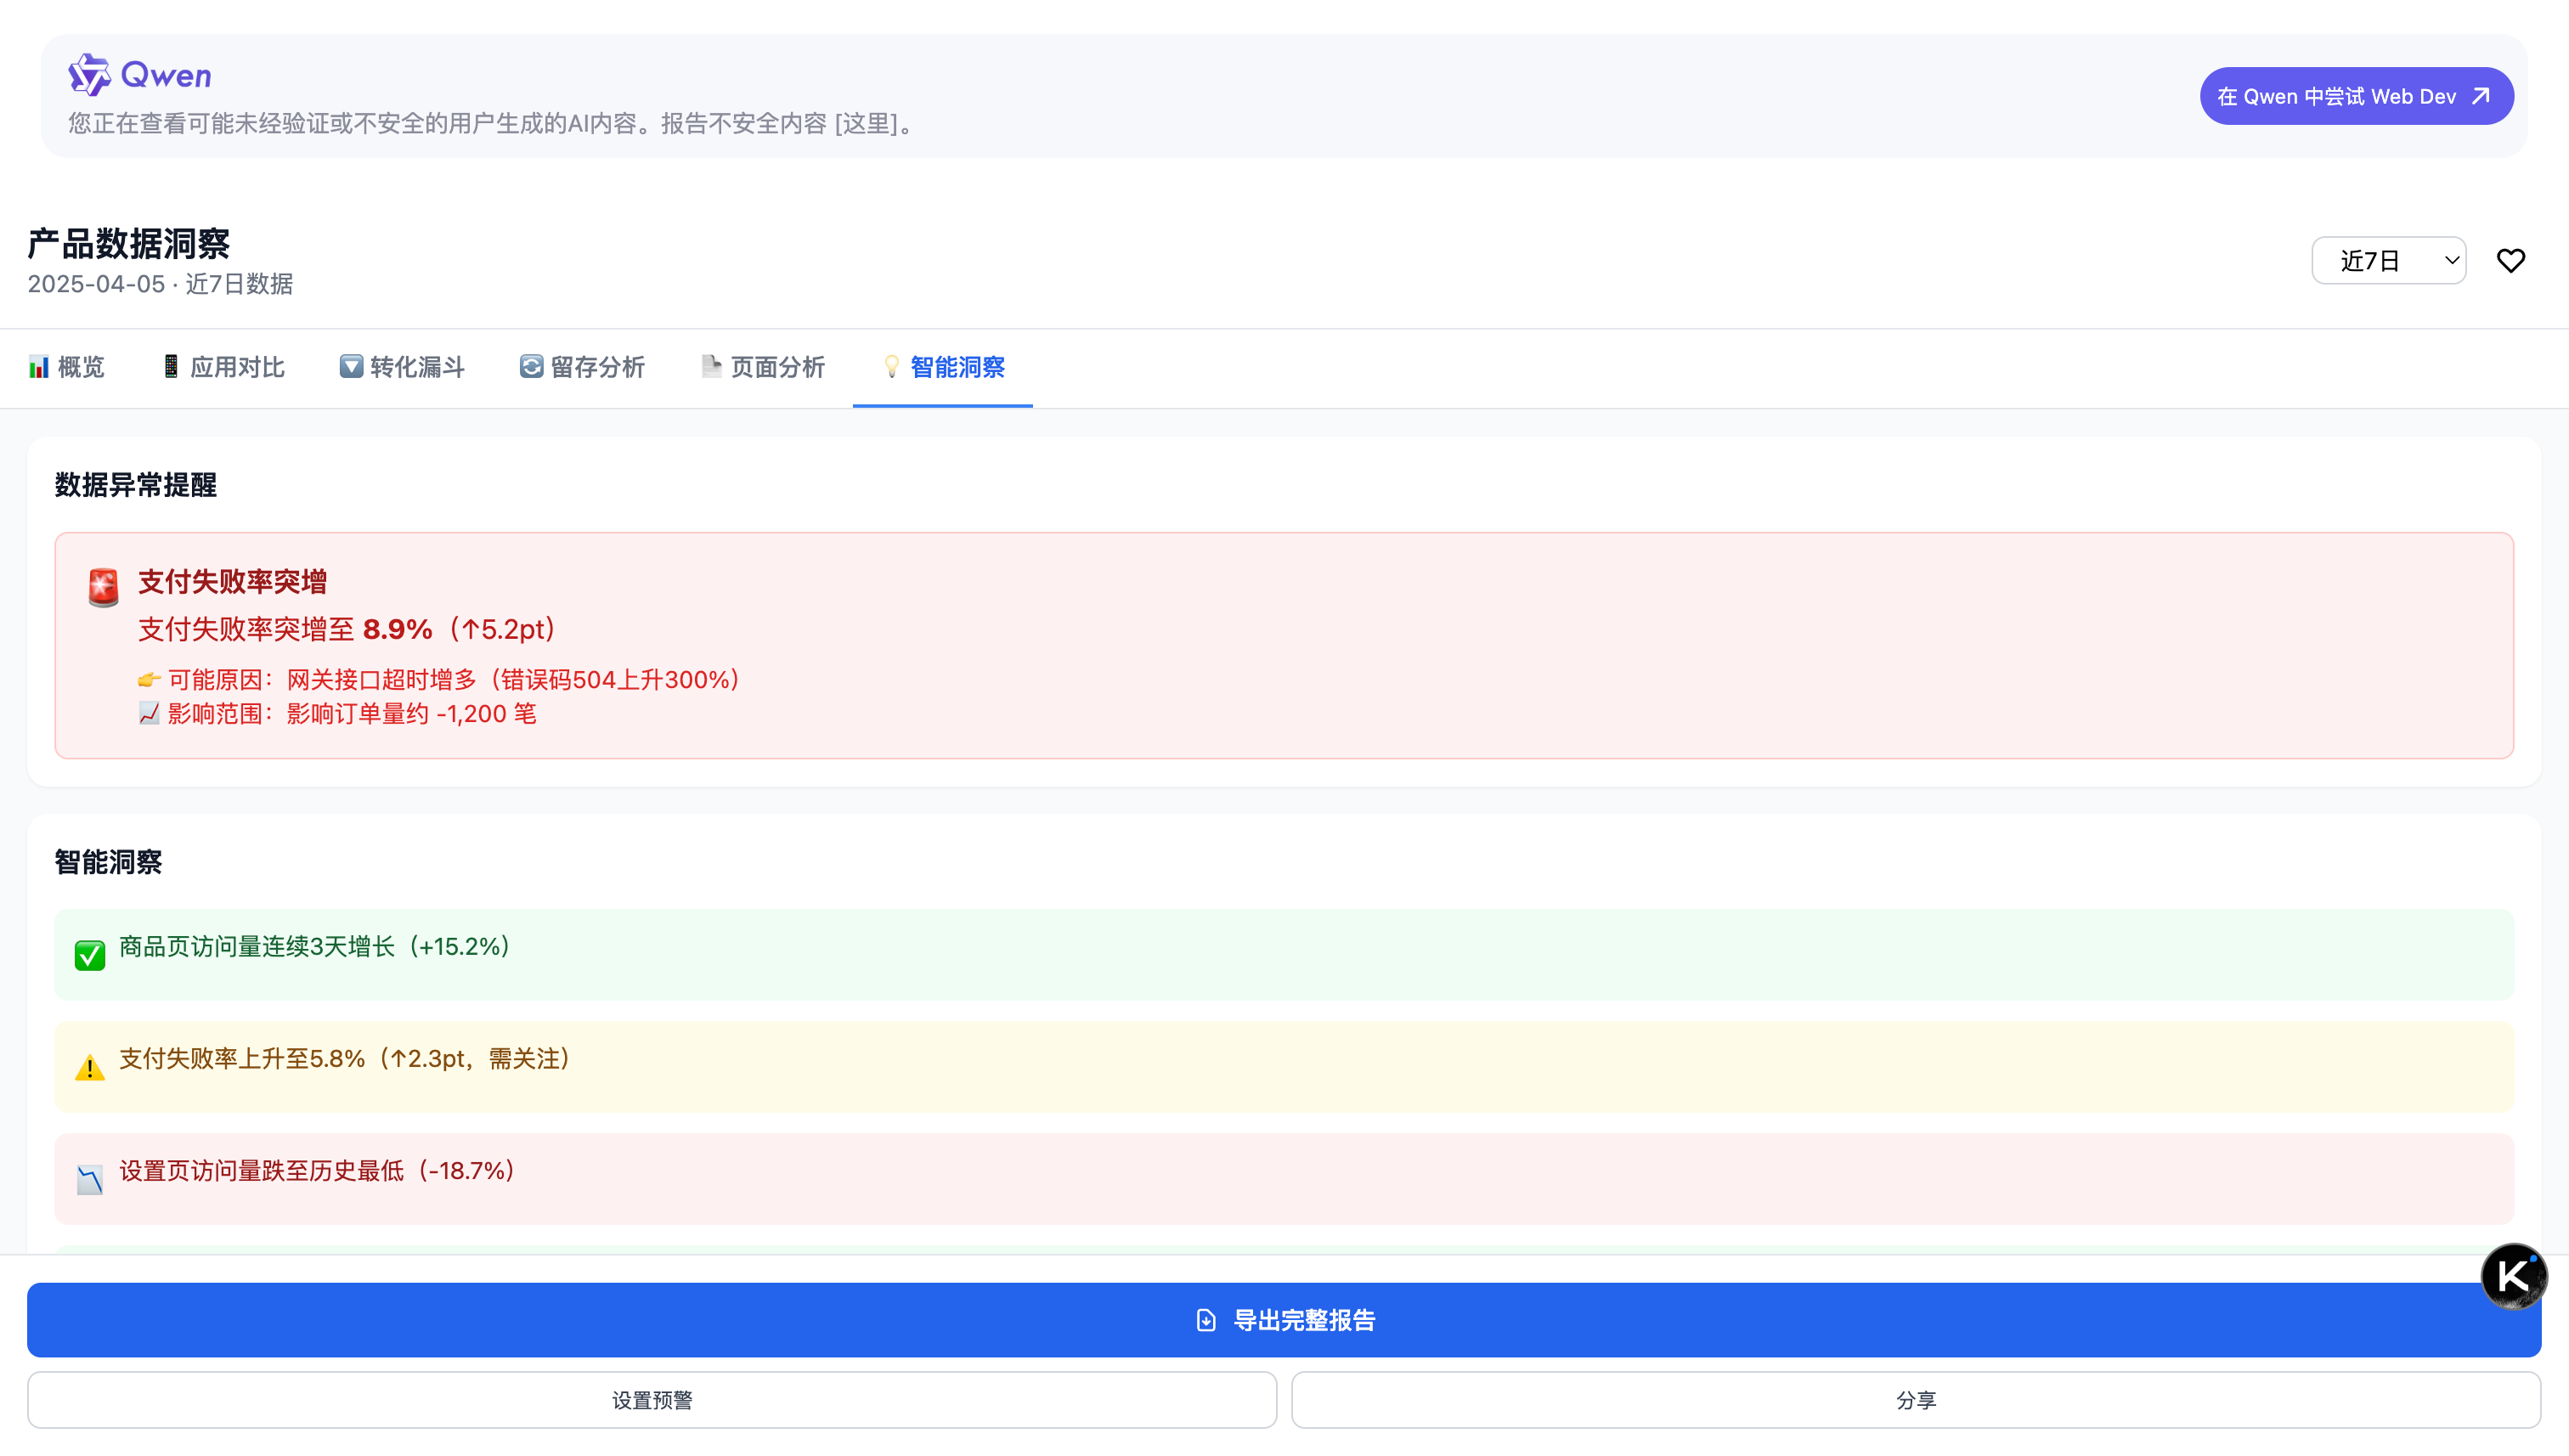 Qwen
您正在查看可能未经验证或不安全的用户生成的AI内容。报告不安全内容 [这里]。
在 Qwen 中尝试 Web Dev
产品数据洞察
2025-04-05 · 近7日数据
近7日
概览
应用对比
转化漏斗
留存分析
页面分析
智能洞察
数据异常提醒
支付失败率突增
支付失败率突增至 8.9%（↑5.2pt）
可能原因：网关接口超时增多（错误码504上升300%）
影响范围：影响订单量约 -1,200 笔
智能洞察
商品页访问量连续3天增长（+15.2%）
支付失败率上升至5.8%（↑2.3pt，需关注）
设置页访问量跌至历史最低（-18.7%）
K
导出完整报告
设置预警
分享